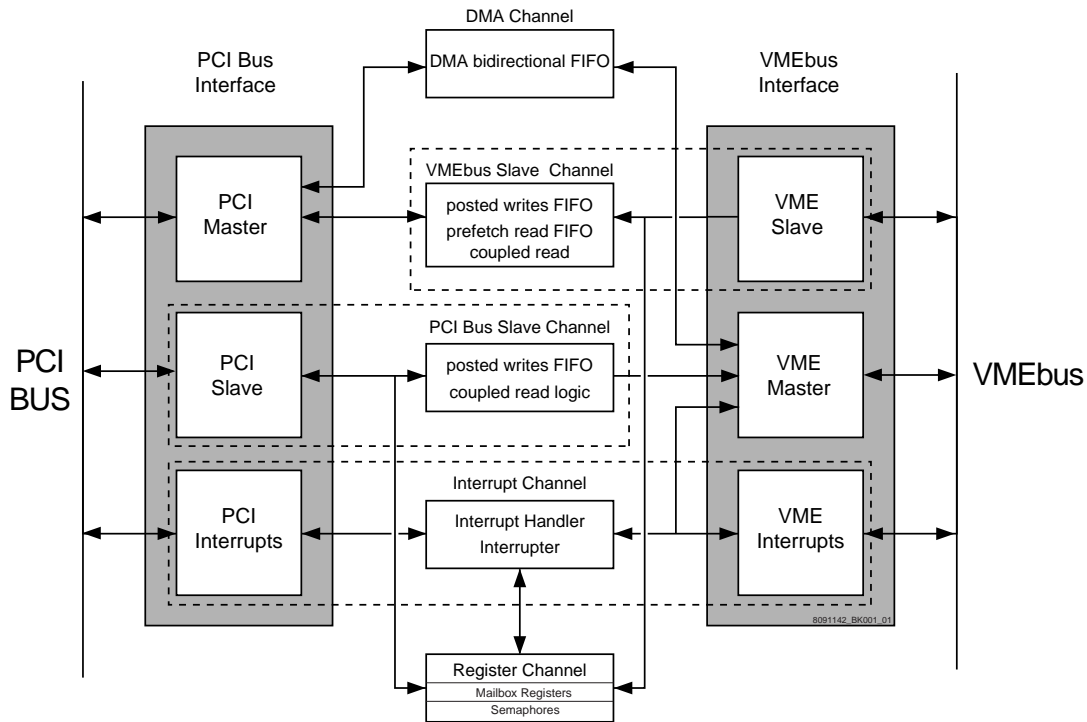 DMA Channel
DMA bidirectional FIFO
PCI Bus
Interface
VMEbus
Interface
VMEbus Slave Channel
PCI
Master
posted writes FIFO
prefetch read FIFO
coupled read
VME
Slave
PCI
BUS
PCI Bus Slave Channel
PCI
Slave
posted writes FIFO
coupled read logic
VME
Master
VMEbus
Interrupt Channel
PCI
Interrupts
Interrupt Handler
Interrupter
VME
Interrupts
8091142_BK001_01
Register Channel
Mailbox Registers
Semaphores